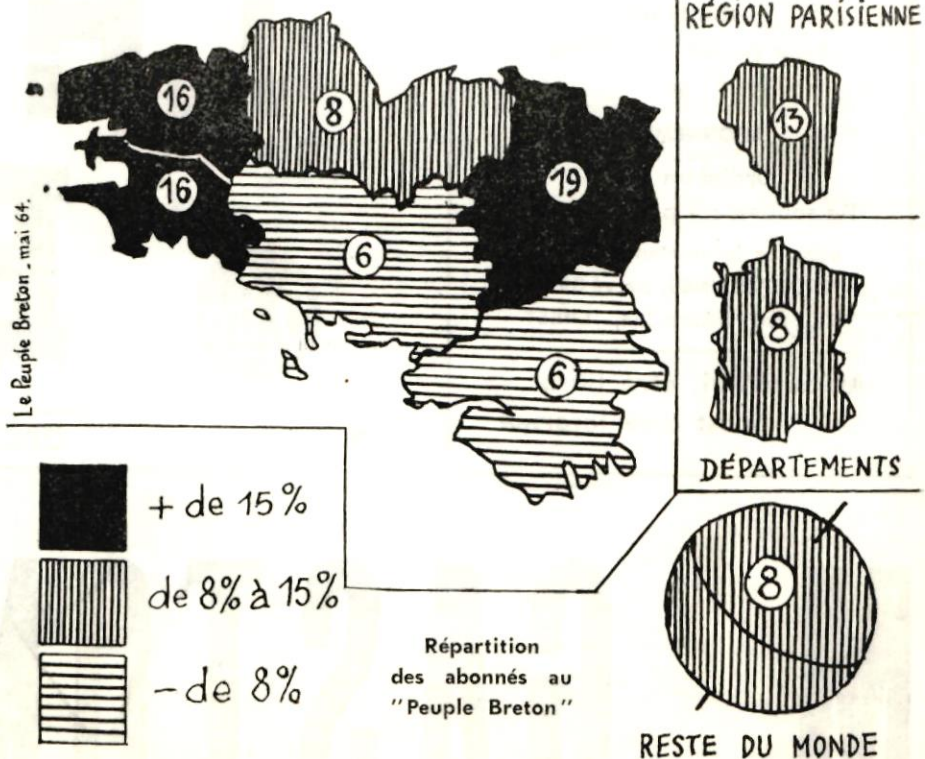 RÉGION PARISIENNE
16
8
13
16
19
6
8
6
Le Peuple Breton - mai 64.
DÉPARTEMENTS
+ de 15%
8
de 8% à 15%
Répartition
des abonnés au
"Peuple Breton"
- de 8%
RESTE DU MONDE